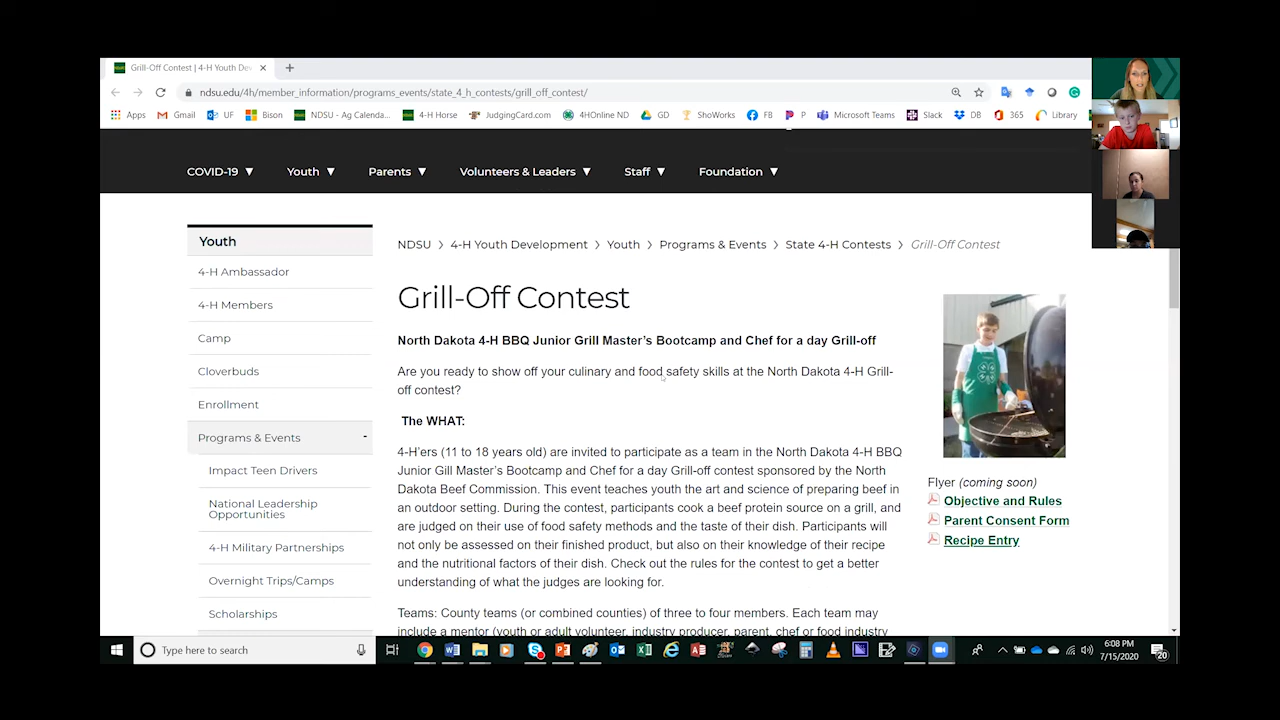 Grill-Off Contest | 4-H Youth De
ndsu.edu/4h/member_information/programs_events/state_4_h_contests/grill_off_contest/
Apps Gmail UF Bison NDSU - Ag Calenda... 4-H Horse JudgingCard.com 4HOnline ND GD ShoWorks FB P Microsoft Teams Slack DB 365 Library
COVID-19 ▼ Youth ▼ Parents ▼ Volunteers & Leaders ▼ Staff ▼ Foundation ▼
Youth
4-H Ambassador
4-H Members
Camp
Cloverbuds
Enrollment
Programs & Events
Impact Teen Drivers
National Leadership
Opportunities
4-H Military Partnerships
Overnight Trips/Camps
Scholarships
NDSU > 4-H Youth Development > Youth > Programs & Events > State 4-H Contests > Grill-Off Contest
Grill-Off Contest
North Dakota 4-H BBQ Junior Grill Master's Bootcamp and Chef for a day Grill-off
Are you ready to show off your culinary and food safety skills at the North Dakota 4-H Grill-
off contest?
The WHAT:
4-H'ers (11 to 18 years old) are invited to participate as a team in the North Dakota 4-H BBQ
Junior Gill Master's Bootcamp and Chef for a day Grill-off contest sponsored by the North
Dakota Beef Commission. This event teaches youth the art and science of preparing beef in
an outdoor setting. During the contest, participants cook a beef protein source on a grill, and
are judged on their use of food safety methods and the taste of their dish. Participants will
not only be assessed on their finished product, but also on their knowledge of their recipe
and the nutritional factors of their dish. Check out the rules for the contest to get a better
understanding of what the judges are looking for.
Teams: County teams (or combined counties) of three to four members. Each team may
include a mentor (youth or adult volunteer, industry producer, parent, chef or food industry
Flyer (coming soon)
Objective and Rules
Parent Consent Form
Recipe Entry
Type here to search
6:08 PM
7/15/2020
20